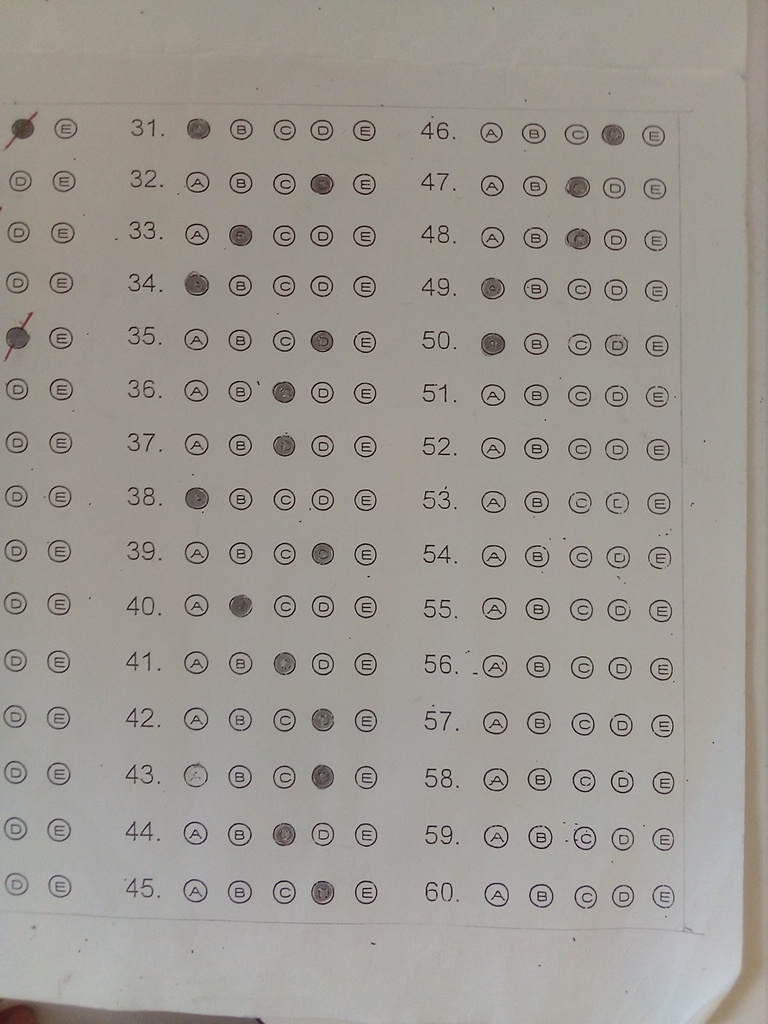 E 31. B C D E 46. A B C E
D E 32. A B C E 47. A B D E
D E 33. A C D E 48. A B D E
D E 34. B C D E 49. B C D E
E 35. A B C E 50. B C D E
D E 36. A B D E 51. A B C D E
D E 37. A B D E 52. A B C D E
D E 38. B C D E 53. A B C D E
D E 39. A B C E 54. A B C D E
D E 40. A C D E 55. A B C D E
D E 41. A B D E 56. A B C D E
D E 42. A B C E 57. A B C D E
D E 43. A B C E 58. A B C D E
D E 44. A B D E 59. A B C D E
D E 45. A B C E 60. A B C D E